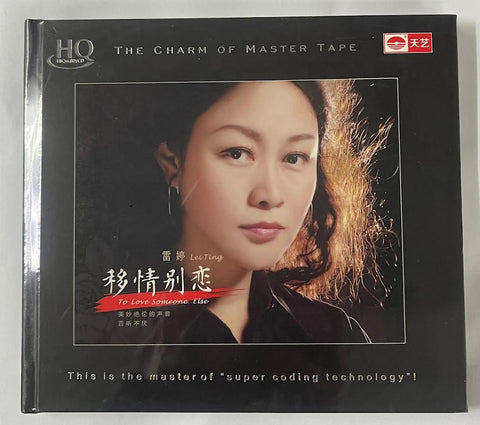 HQ
HiQualityCD
THE CHARM OF MASTER TAPE
天艺
雷婷 Lei Ting
移情别恋
To Love Someone Else
美妙绝伦的声音
百听不厌
This is the master of "super coding technology"!